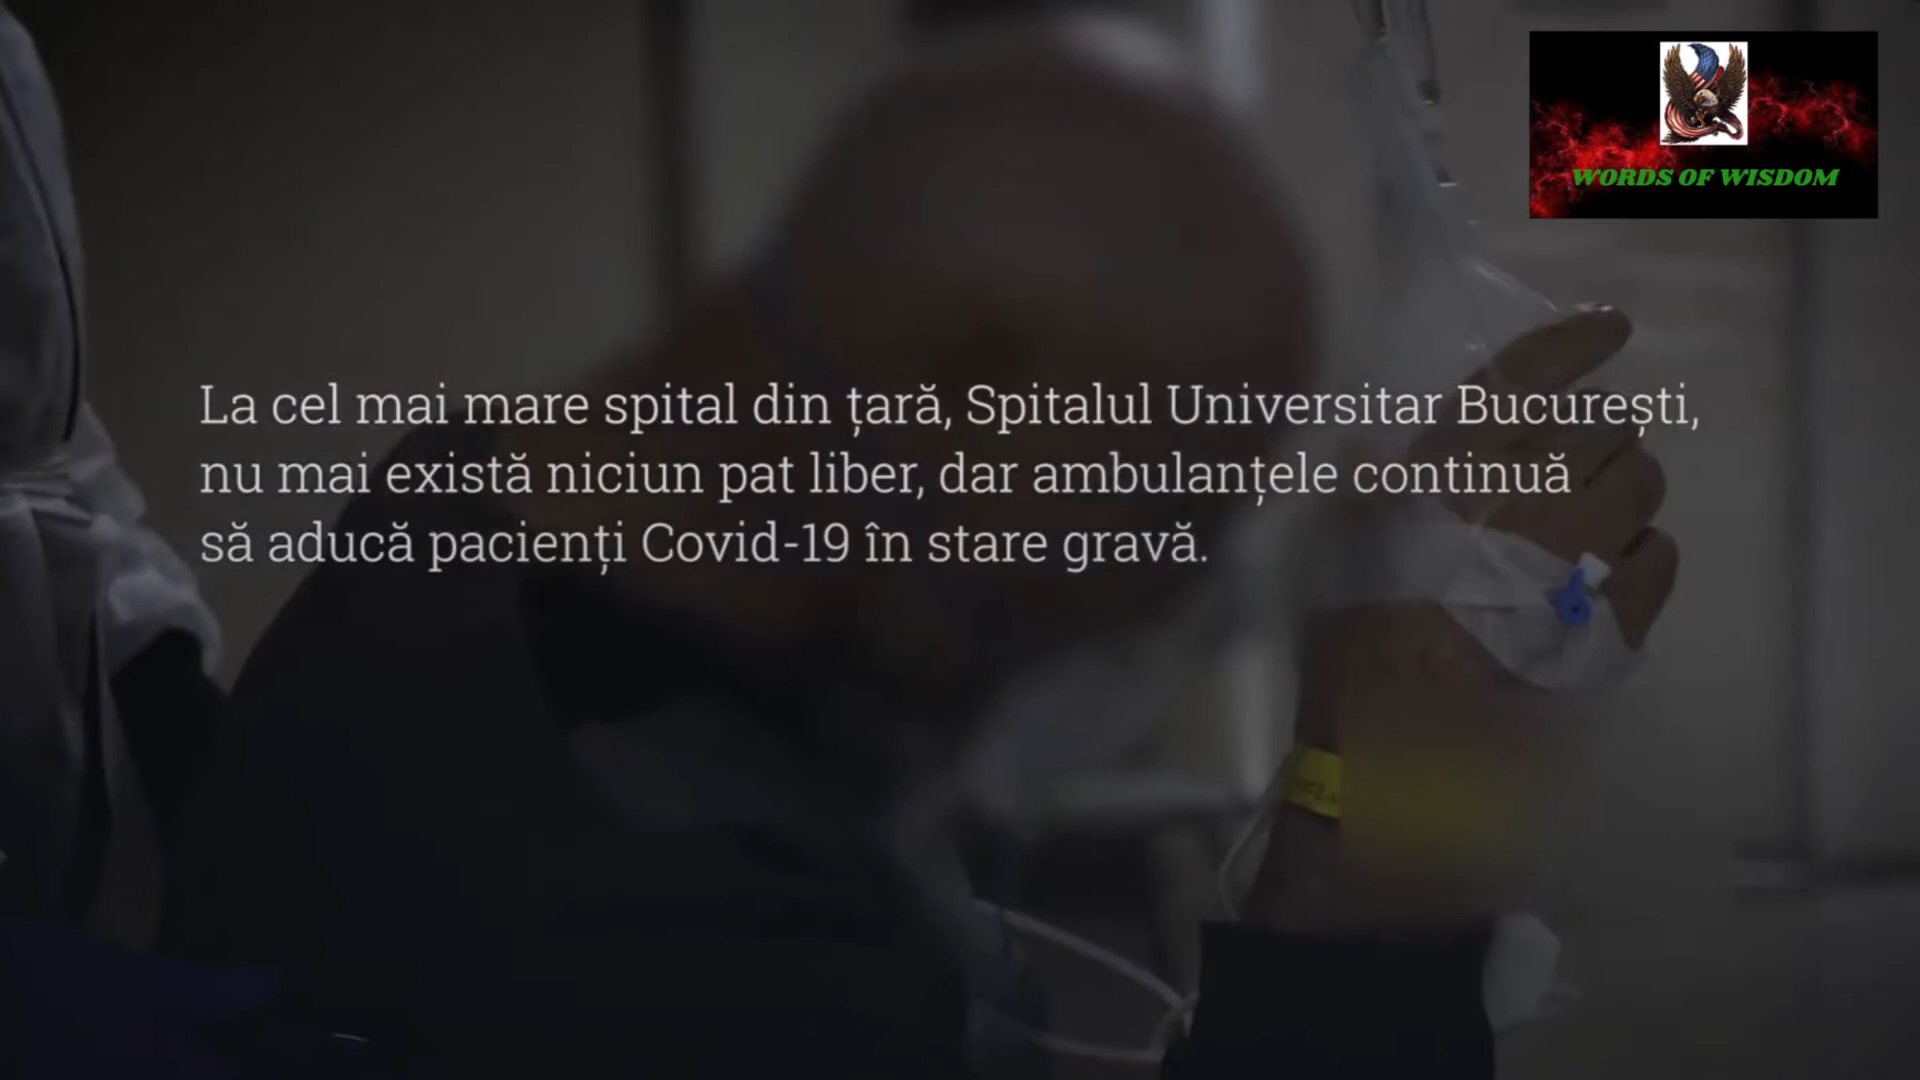 WORDS OF WISDOM
La cel mai mare spital din țară, Spitalul Universitar București,
nu mai există niciun pat liber, dar ambulanțele continuă
să aducă pacienți Covid-19 în stare gravă.